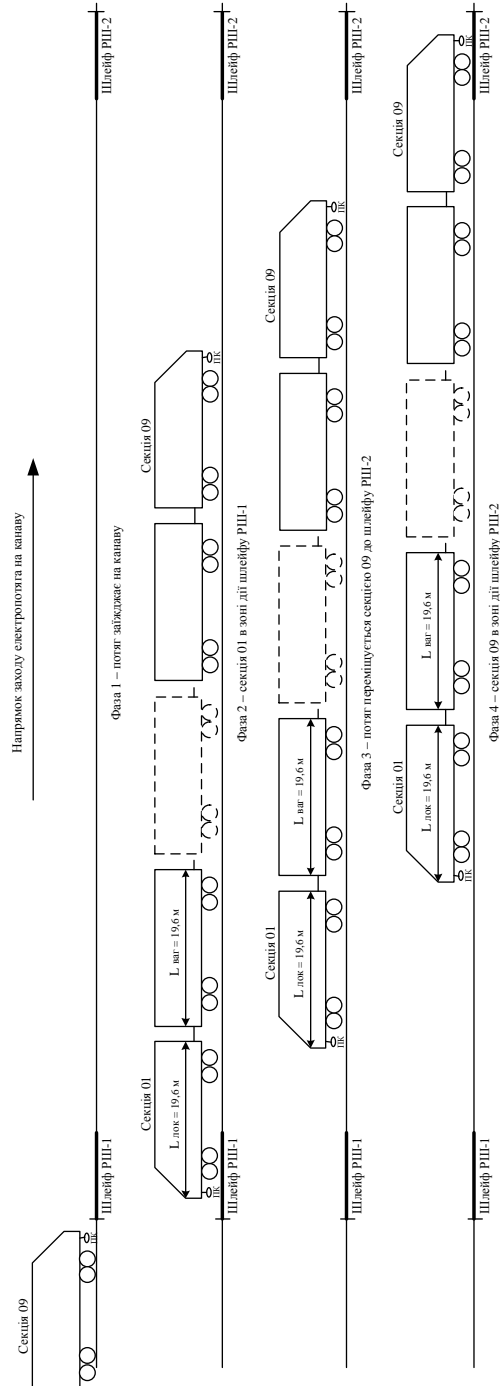 Напрямок заходу електропотята на канаву
Секція 09
ПК
Шлейф РШ-1
Шлейф РШ-2
Фаза 1 – потяг заїжджає на канаву
Секція 01
Секція 09
L лок = 19,6 м
L ваг = 19,6 м
ПК
ПК
Шлейф РШ-1
Шлейф РШ-2
Фаза 2 – секція 01 в зоні дії шлейфу РШ-1
Секція 01
Секція 09
L лок = 19,6 м
L ваг = 19,6 м
ПК
ПК
Шлейф РШ-1
Шлейф РШ-2
Фаза 3 – потяг переміщується секцією 09 до шлейфу РШ-2
Секція 01
Секція 09
L лок = 19,6 м
L ваг = 19,6 м
ПК
ПК
Шлейф РШ-1
Шлейф РШ-2
Фаза 4 – секція 09 в зоні дії шлейфу РШ-2